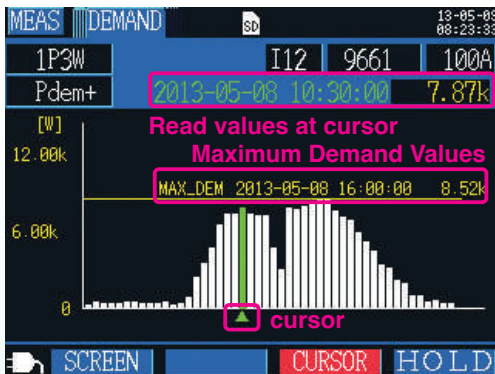 MEAS DEMAND SD 13-05-09
08:23:33
1P3W I12 9661 100A
Pdem+ 2013-05-08 10:30:00 7.87k
[W] Read values at cursor
12.00k Maximum Demand Values
MAX_DEM 2013-05-08 16:00:00 8.52k
6.00k
0
cursor
SCREEN CURSOR HOLD